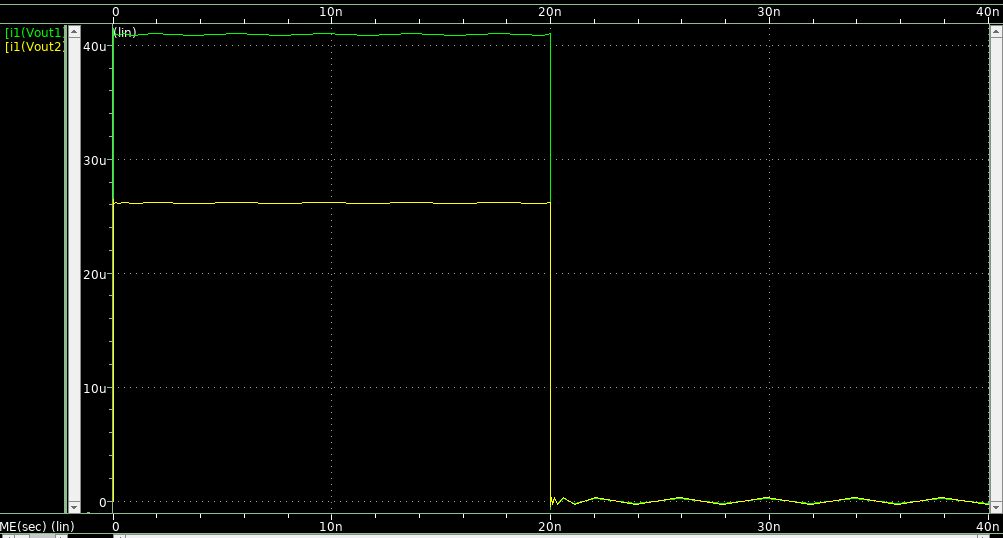 0 10n 20n 30n 40n
[i1(Vout1) (lin)
[i1(Vout2)
40u
30u
20u
10u
0
ME(sec) (lin) 0 10n 20n 30n 40n